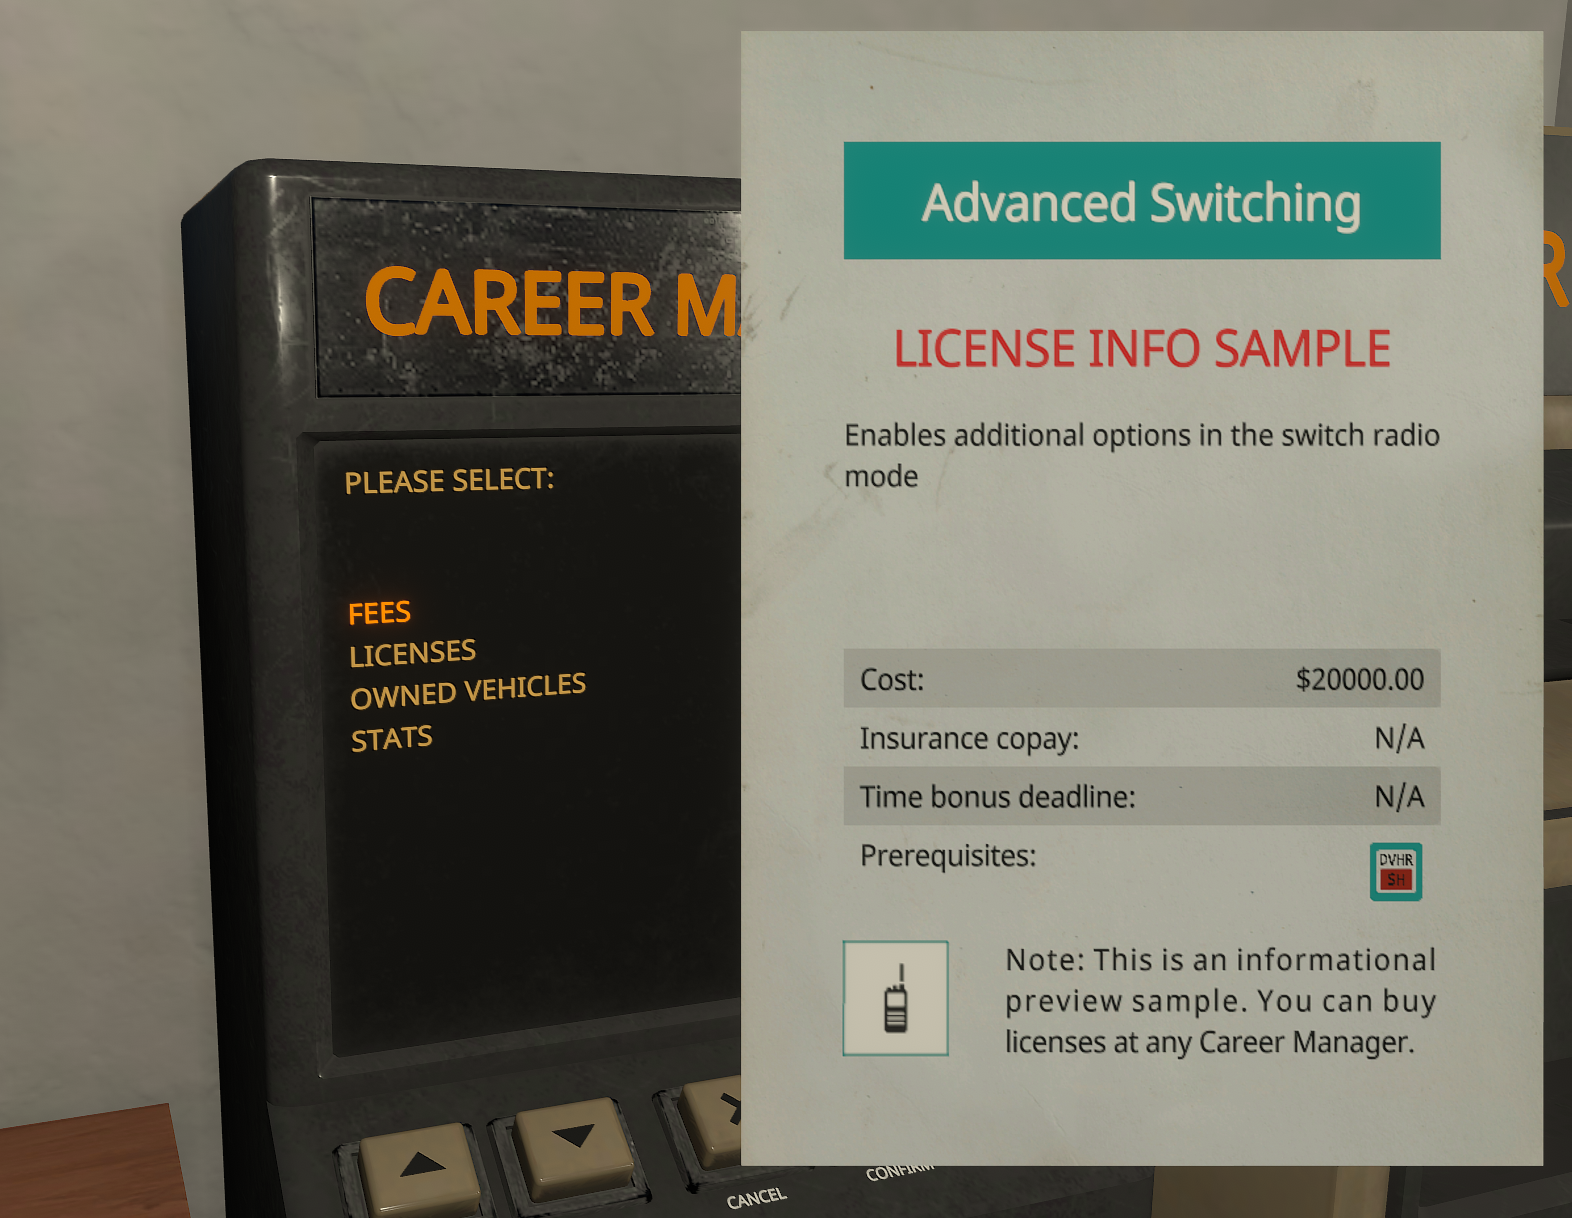 CAREER
PLEASE SELECT:
FEES
LICENSES
OWNED VEHICLES
STATS
CANCEL
CONFIRM
Advanced Switching
LICENSE INFO SAMPLE
Enables additional options in the switch radio
mode
Cost: $20000.00
Insurance copay: N/A
Time bonus deadline: N/A
Prerequisites:
DVHR
SH
Note: This is an informational
preview sample. You can buy
licenses at any Career Manager.